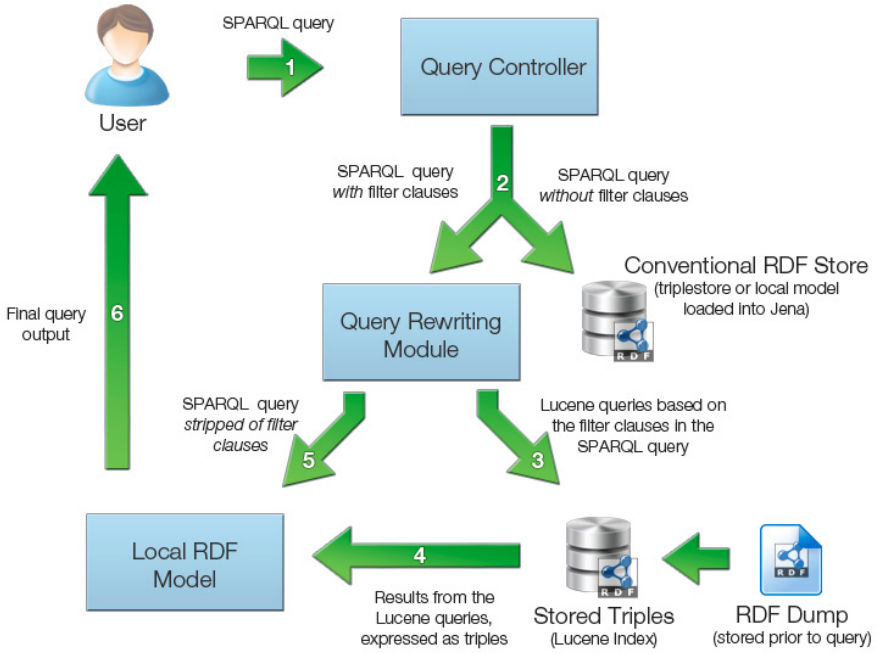 SPARQL query
1
Query Controller
User
SPARQL query
with filter clauses
2
SPARQL query
without filter clauses
Conventional RDF Store
(triplestore or local model
loaded into Jena)
RDF
Query Rewriting
Module
6
Final query
output
SPARQL query
stripped of filter
clauses
5
Lucene queries based on
the filter clauses in the
SPARQL query
3
Local RDF
Model
4
Results from the
Lucene queries,
expressed as triples
RDF
Stored Triples
(Lucene Index)
RDF
RDF Dump
(stored prior to query)